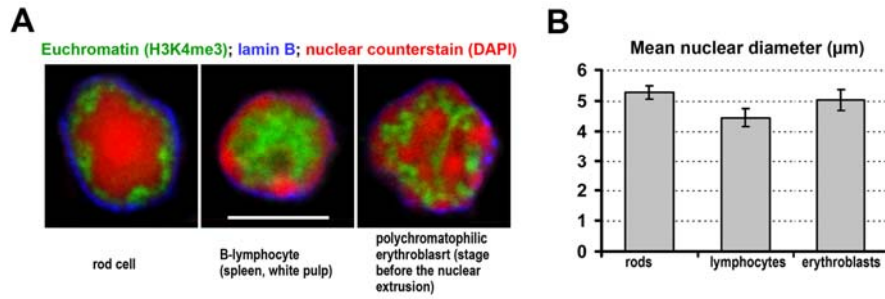 A
Euchromatin (H3K4me3); lamin B; nuclear counterstain (DAPI)
rod cell
B-lymphocyte
(spleen, white pulp)
polychromatophilic
erythroblasrt (stage
before the nuclear
extrusion)
B
Mean nuclear diameter (µm)
6
5
4
3
2
1
0
rods
lymphocytes
erythroblasts